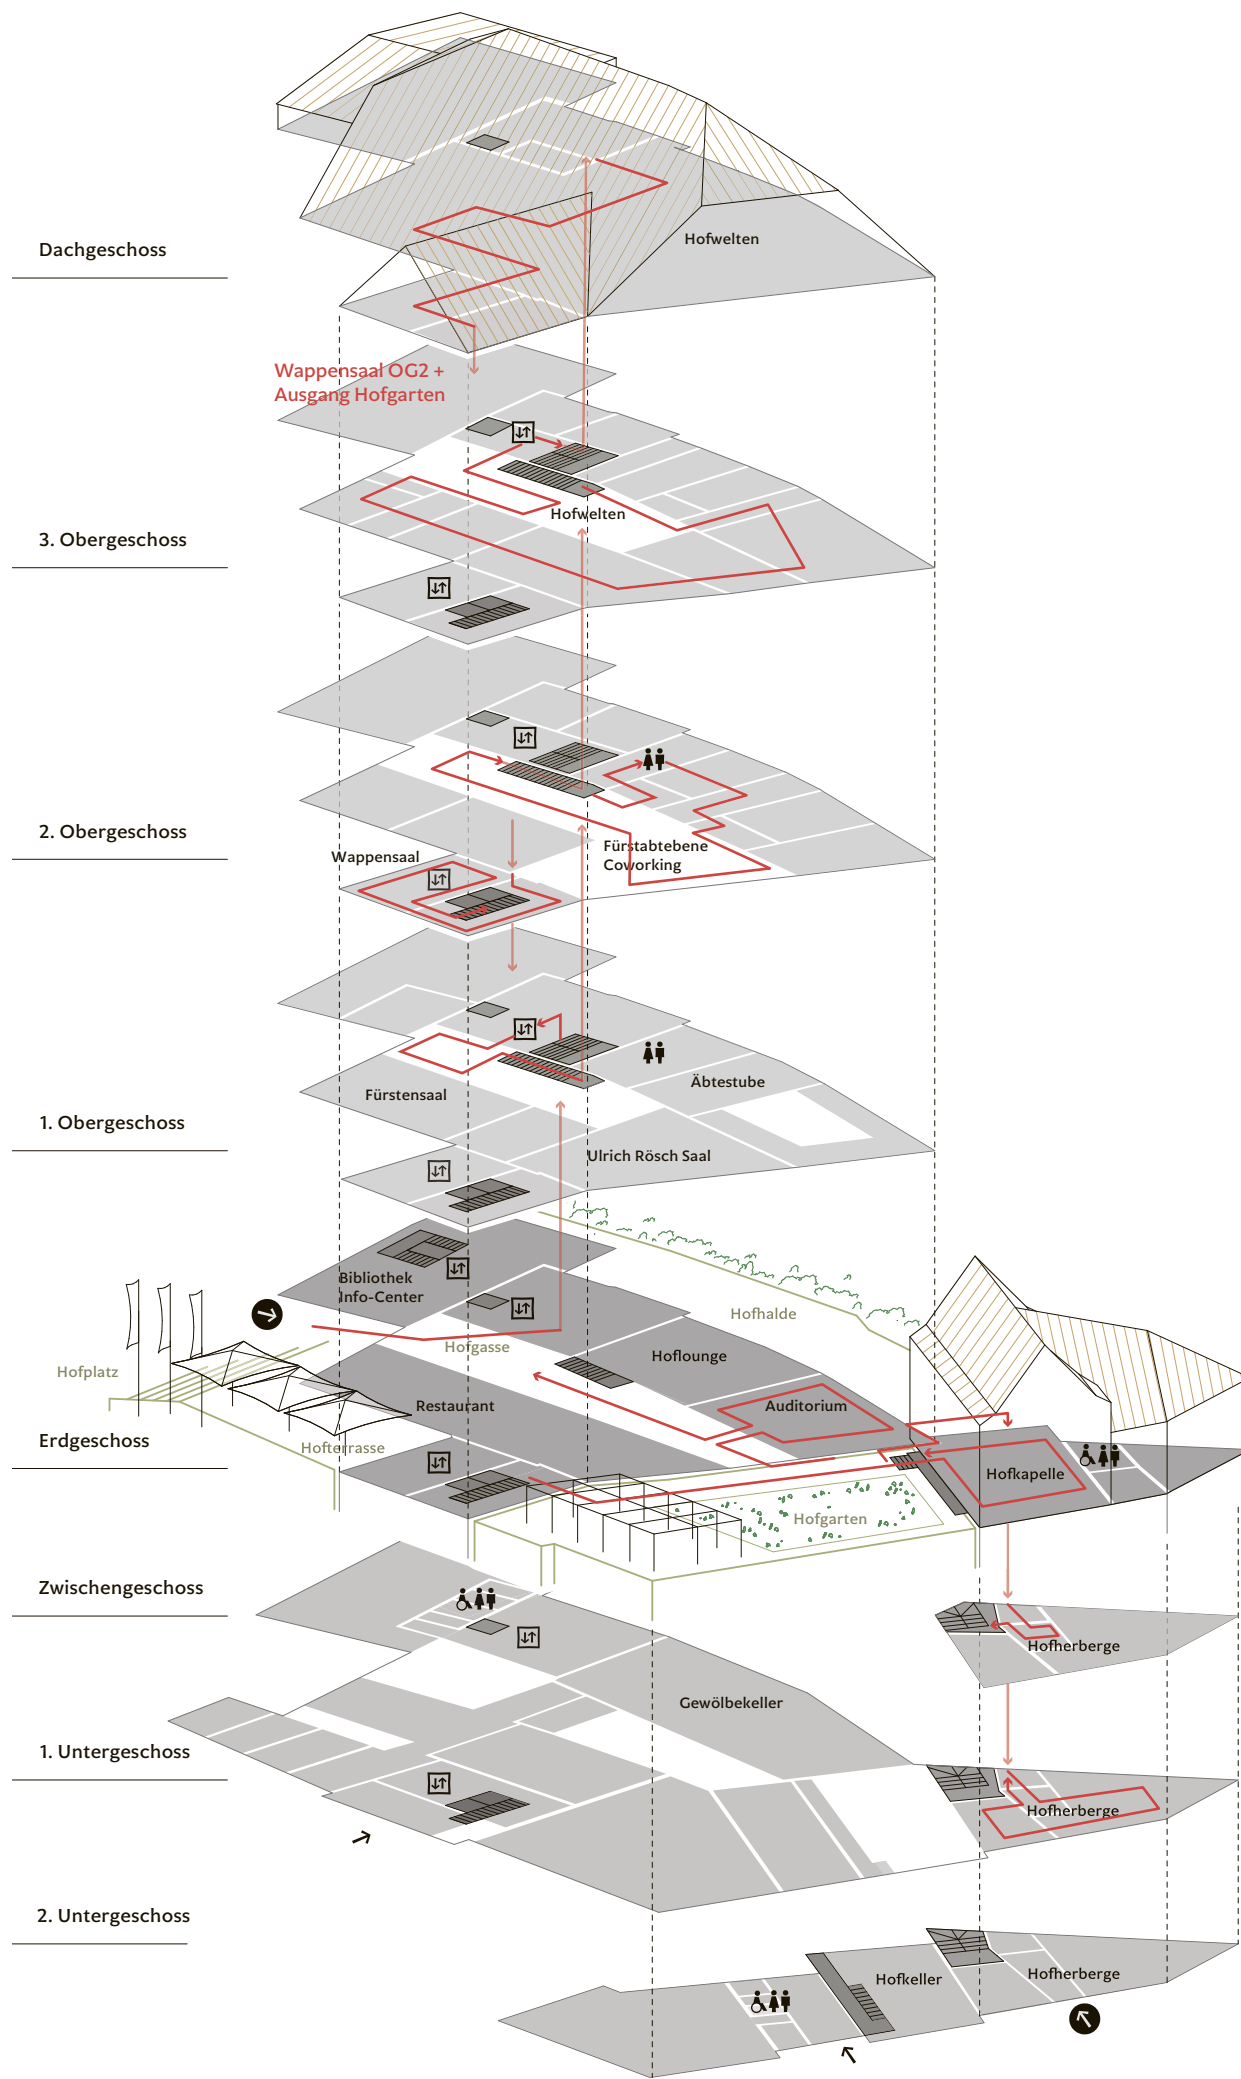 Hofwelten
Dachgeschoss
Wappensaal OG2 +
Ausgang Hofgarten
Hofwelten
3. Obergeschoss
2. Obergeschoss
Fürstabtebene
Coworking
Wappensaal
Äbtestube
Fürstensaal
1. Obergeschoss
Ulrich Rösch Saal
Bibliothek
Info-Center
Hofhalde
Hofgasse
Hoflounge
Hofplatz
Restaurant
Auditorium
Erdgeschoss
Hofterrasse
Hofkapelle
Hofgarten
Zwischengeschoss
Hofherberge
Gewölbekeller
1. Untergeschoss
Hofherberge
2. Untergeschoss
Hofkeller
Hofherberge